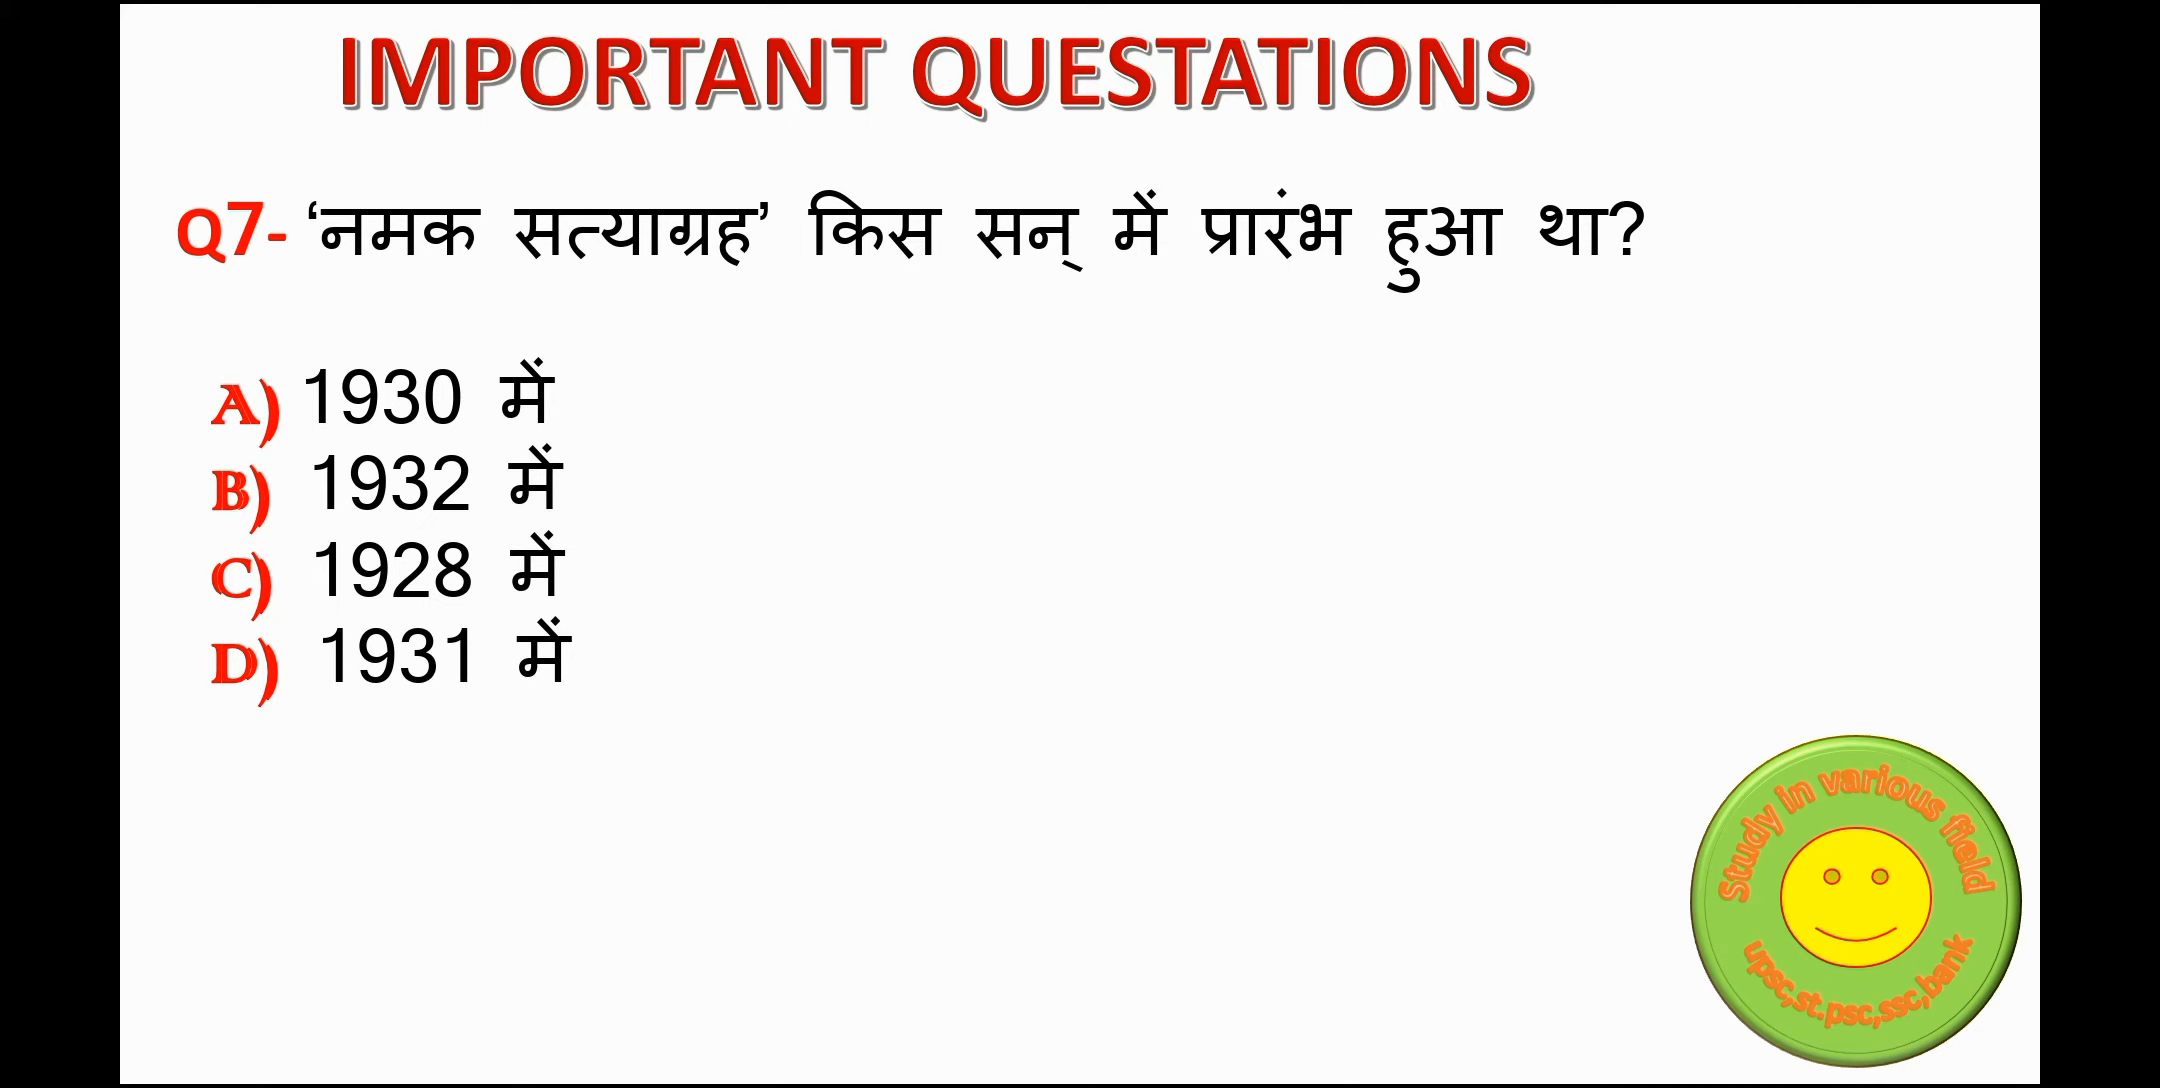 IMPORTANT QUESTATIONS
Q7- ‘नमक सत्याग्रह’ किस सन् में प्रारंभ हुआ था?
A) 1930 में
B) 1932 में
C) 1928 में
D) 1931 में
Study in various field
upsc,st.psc,ssc,bank